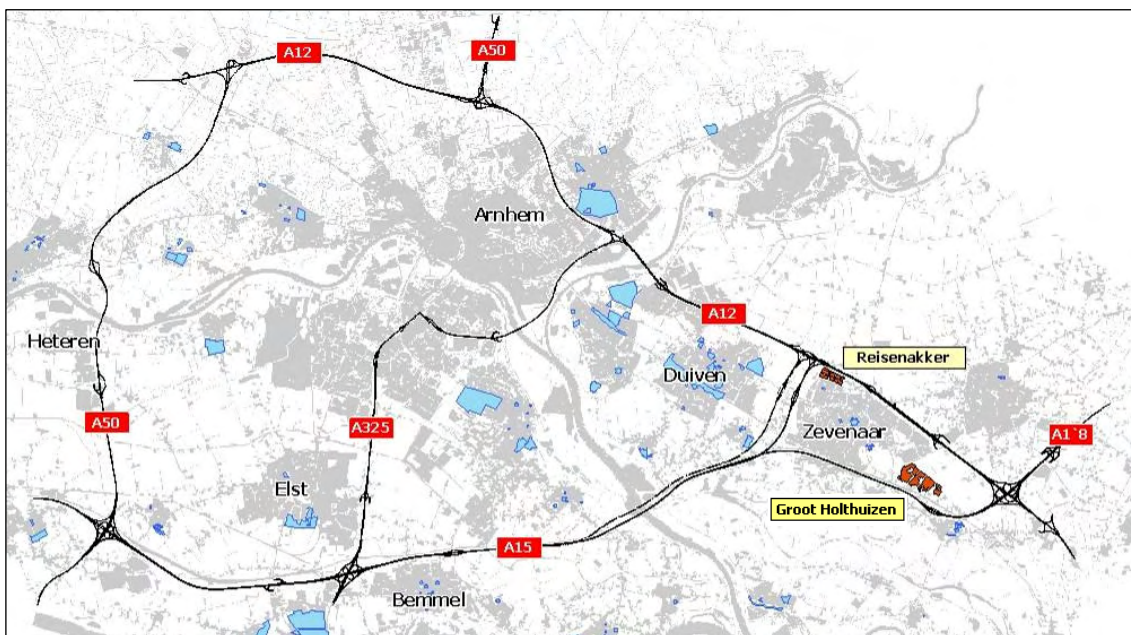 A12
A50
Arnhem
A12
Heteren
Reisenakker
Duiven
A50
A325
Zevenaar
A1`8
Elst
Groot Holthuizen
A15
Bemmel